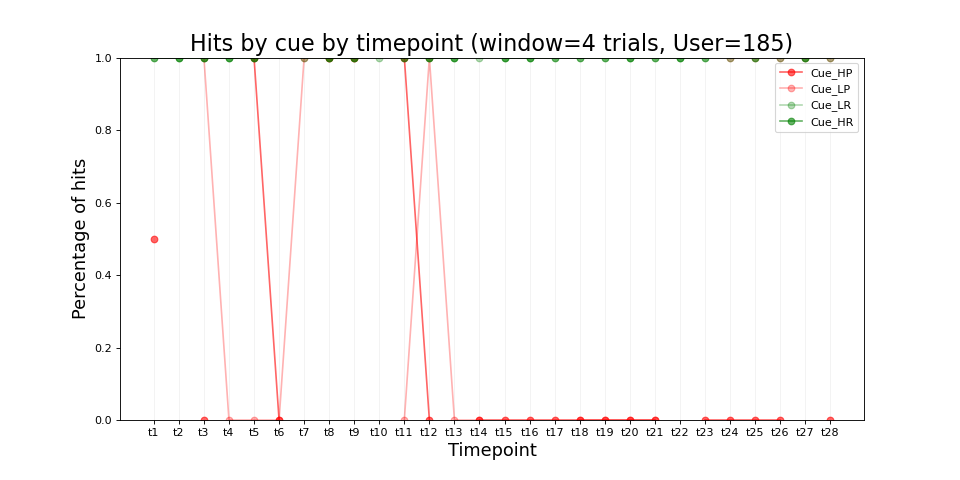 Hits by cue by timepoint (window=4 trials, User=185)
Percentage of hits
1.0
0.8
0.6
0.4
0.2
0.0
Cue_HP
Cue_LP
Cue_LR
Cue_HR
t1 t2 t3 t4 t5 t6 t7 t8 t9 t10 t11 t12 t13 t14 t15 t16 t17 t18 t19 t20 t21 t22 t23 t24 t25 t26 t27 t28
Timepoint